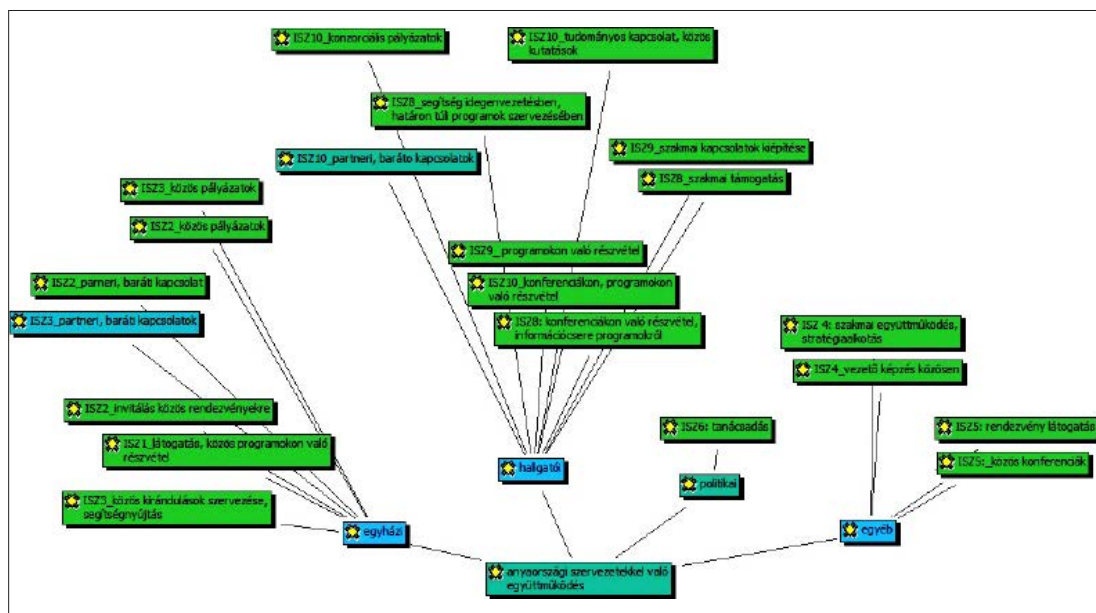 ISZ10_konzorciális pályázatok
ISZ10_tudományos kapcsolat, közös
kutatások
ISZ8_segítség idegenvezetésben,
határon túli programok szervezésében
ISZ10_partneri, baráto kapcsolatok
ISZ9_szakmai kapcsolatok kiépítése
ISZ8_szakmai támogatás
ISZ3_közös pályázatok
ISZ2_közös pályázatok
ISZ9_ programokon való részvétel
ISZ10_konferenciákon, programokon
való részvétel
ISZ8: konferenciákon való részvétel,
információcsere programokról
ISZ2_parneri, baráti kapcsolat
ISZ3_partneri, baráti kapcsolatok
ISZ 4: szakmai együttműködés,
stratégiaalkotás
ISZ4_vezető képzés közösen
ISZ2_invitálás közös rendezvényekre
ISZ1_látogatás, közös programokon való
részvétel
ISZ3_közös kirándulások szervezése,
segítségnyújtás
ISZ6: tanácsadás
ISZ5: rendezvény látogatás
ISZ5:_közös konferenciák
hallgatói
politikai
egyházi
egyéb
anyaországi szervezetekkel való
együttműködés